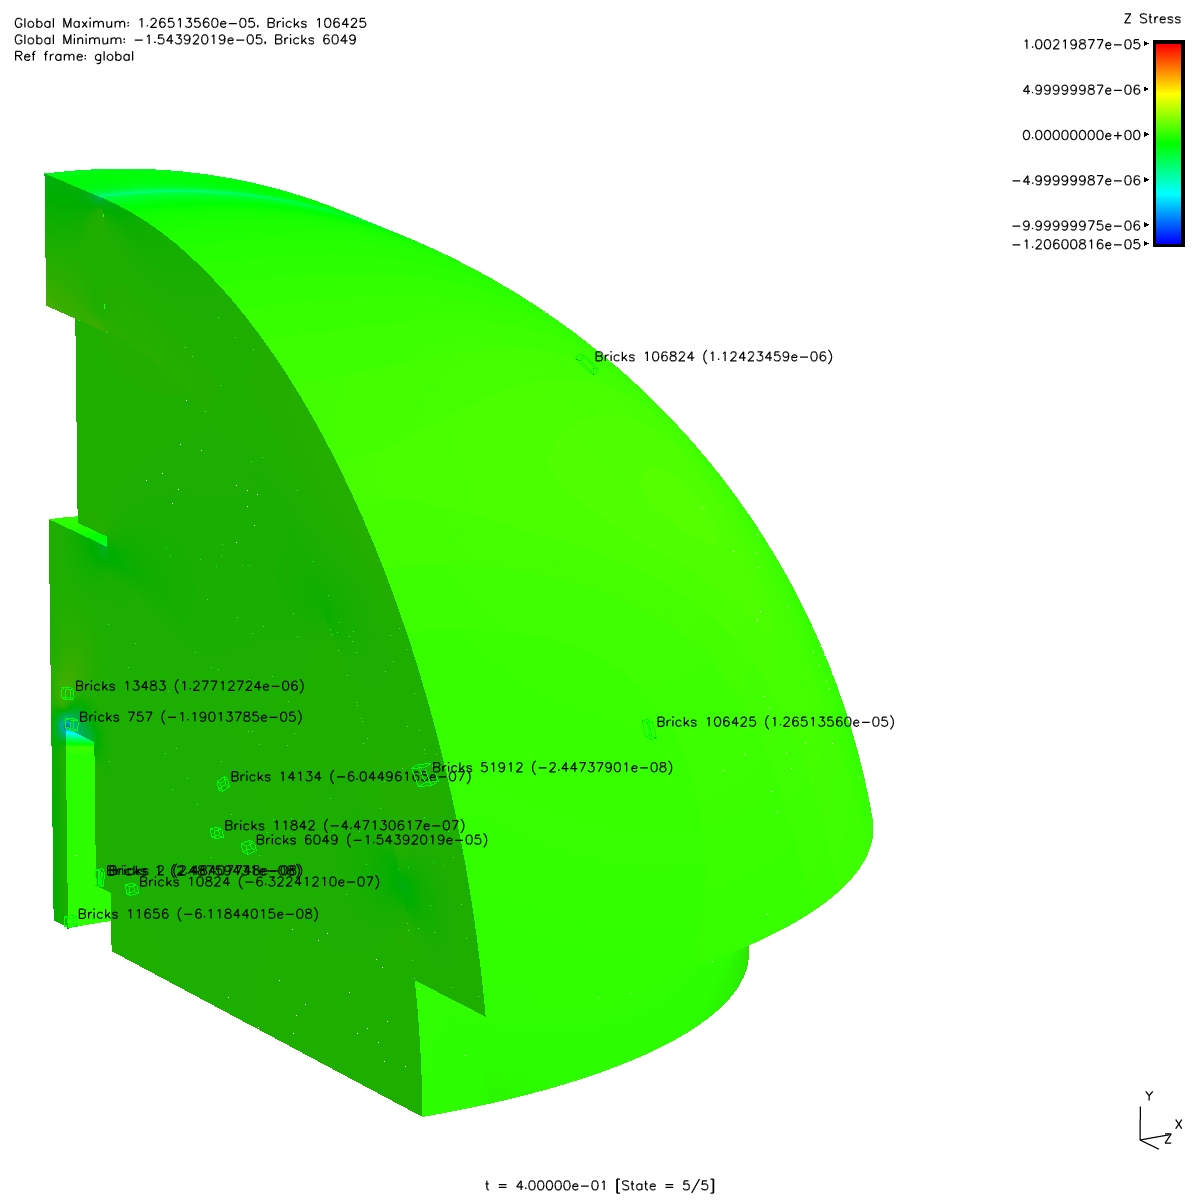 Global Maximum: 1.26513560e-05, Bricks 106425
Global Minimum: -1.54392019e-05, Bricks 6049
Ref frame: global
Z Stress
1.00219877e-05
4.99999987e-06
0.00000000e+00
-4.99999987e-06
-9.99999975e-06
-1.20600816e-05
Bricks 106824 (1.12423459e-06)
Bricks 13483 (1.27712724e-06)
Bricks 757 (-1.19013785e-05)
Bricks 106425 (1.26513560e-05)
Bricks 51912 (-2.44737901e-08)
Bricks 14134 (-6.04496165e-07)
Bricks 11842 (-4.47130617e-07)
Bricks 6049 (-1.54392019e-05)
Bricks
Bricks 10824 (-6.32241210e-07)
Bricks 11656 (-6.11844015e-08)
Y
X
Z
t = 4.00000e-01 [State = 5/5]